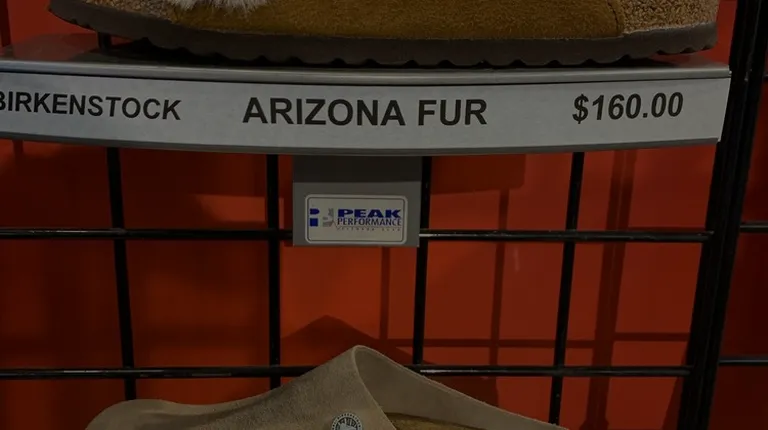 BIRKENSTOCK ARIZONA FUR $160.00
PEAK
PERFORMANCE